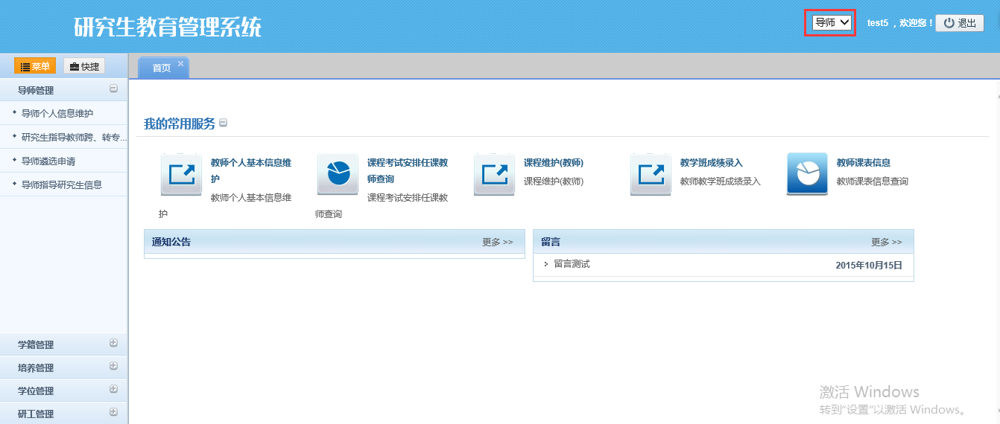 研究生教育管理系统
导师
test5 ，欢迎您！
退出
菜单
快捷
首页
导师管理
导师个人信息维护
研究生指导教师跨、转专...
导师遴选申请
导师指导研究生信息
学籍管理
培养管理
学位管理
研工管理
我的常用服务
教师个人基本信息维
护
教师个人基本信息维
护
课程考试安排任课教
师查询
课程考试安排任课教
师查询
课程维护(教师)
课程维护(教师)
教学班成绩录入
教师教学班成绩录入
教师课表信息
教师课表信息查询
通知公告
更多 >>
留言
更多 >>
留言测试
2015年10月15日
激活 Windows
转到"设置"以激活 Windows。